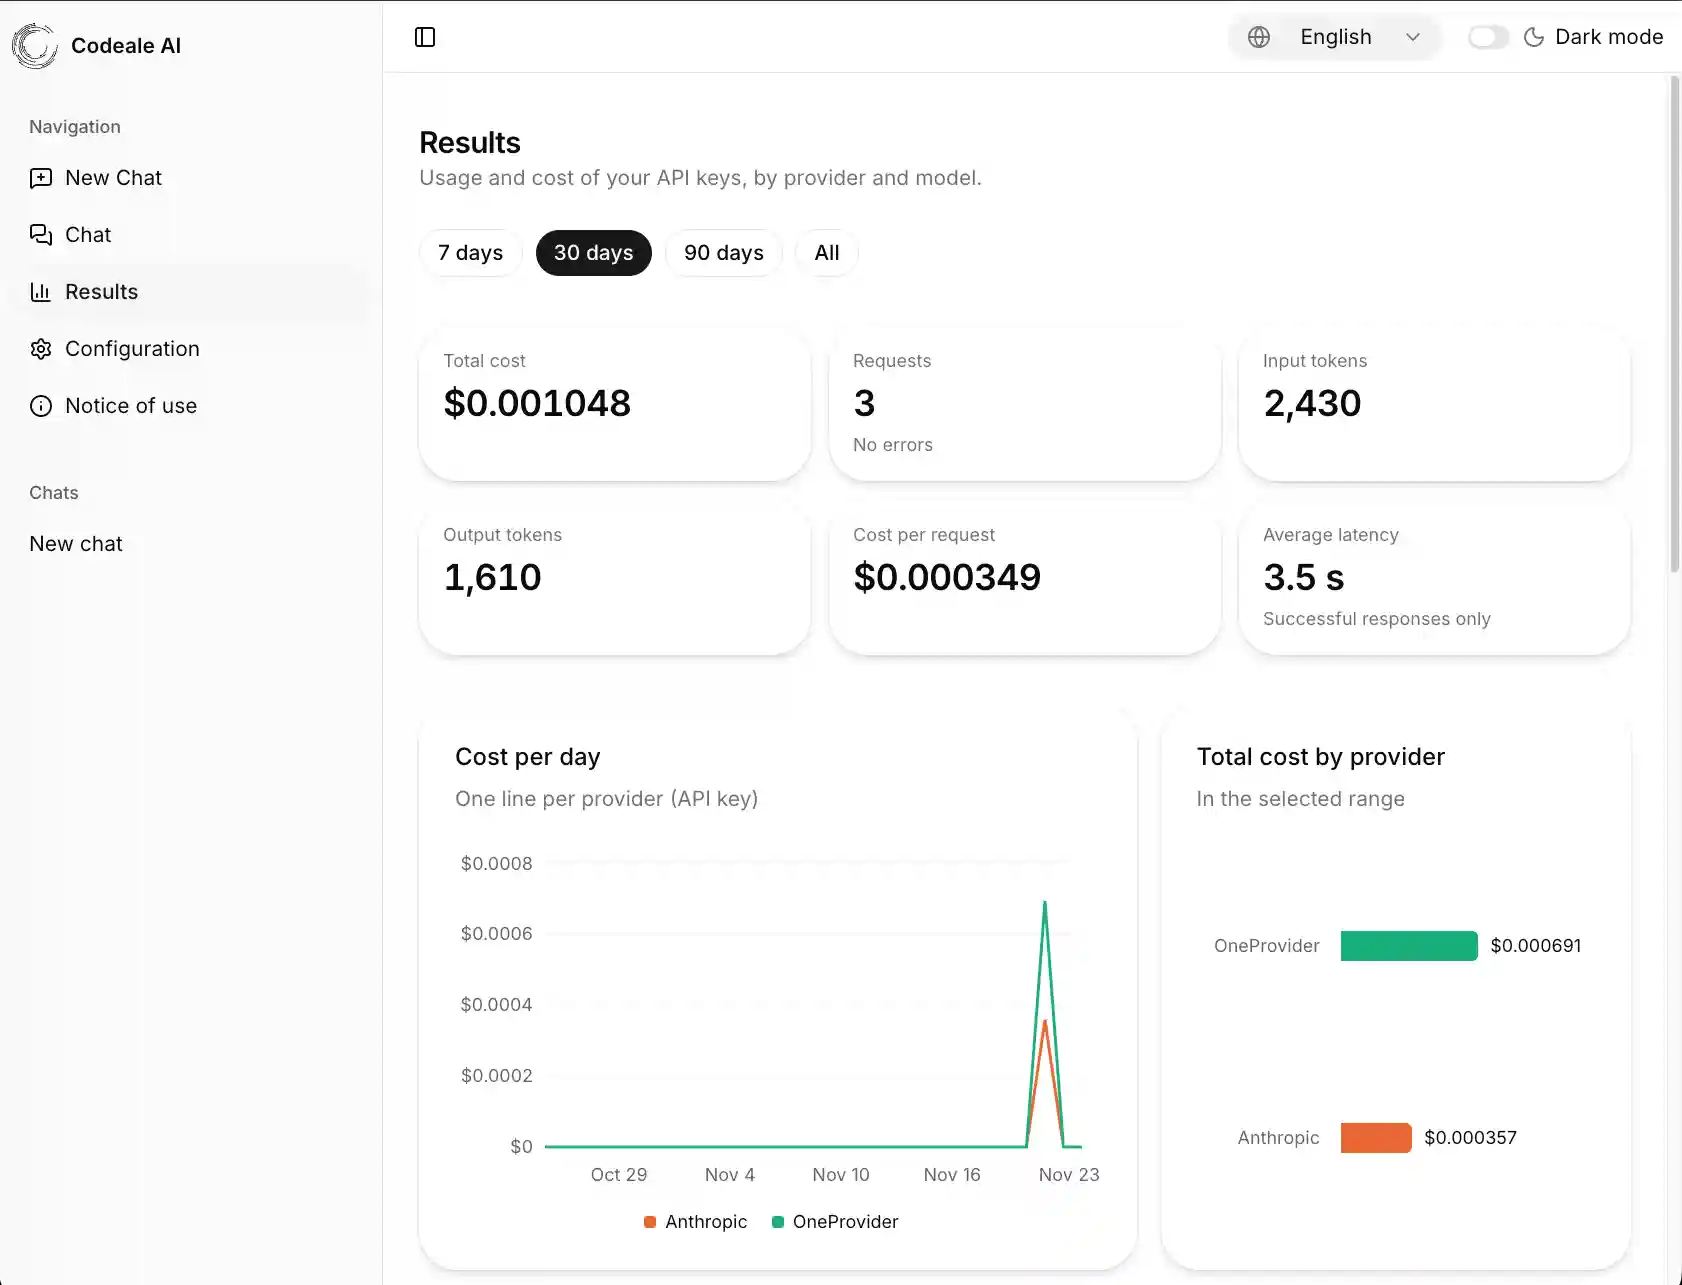 Codeale AI
English
Dark mode
Navigation
New Chat
Chat
Results
Configuration
Notice of use
Chats
New chat
Results
Usage and cost of your API keys, by provider and model.
7 days
30 days
90 days
All
Total cost
$0.001048
Requests
3
No errors
Input tokens
2,430
Output tokens
1,610
Cost per request
$0.000349
Average latency
3.5 s
Successful responses only
Cost per day
One line per provider (API key)
$0.0008
$0.0006
$0.0004
$0.0002
$0
Oct 29
Nov 4
Nov 10
Nov 16
Nov 23
Anthropic
OneProvider
Total cost by provider
In the selected range
OneProvider
$0.000691
Anthropic
$0.000357